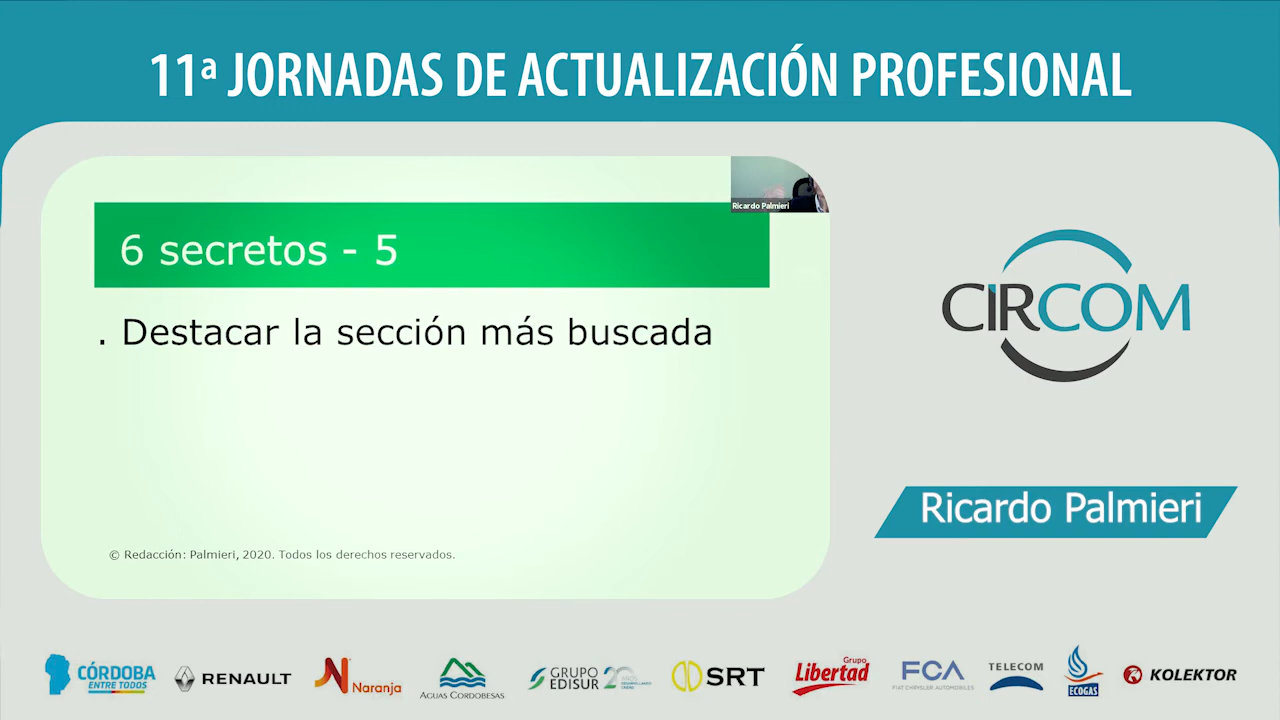 11ª JORNADAS DE ACTUALIZACIÓN PROFESIONAL
Ricardo Palmieri
6 secretos - 5
. Destacar la sección más buscada
© Redacción: Palmieri, 2020. Todos los derechos reservados.
CIRCOM
Ricardo Palmieri
CÓRDOBA
ENTRE TODOS
RENAULT
N
Naranja
AGUAS CORDOBESAS
GRUPO
EDISUR
SRT
Grupo
Libertad
FCA
FIAT CHRYSLER AUTOMOBILES
TELECOM
ECOGAS
KOLEKTOR